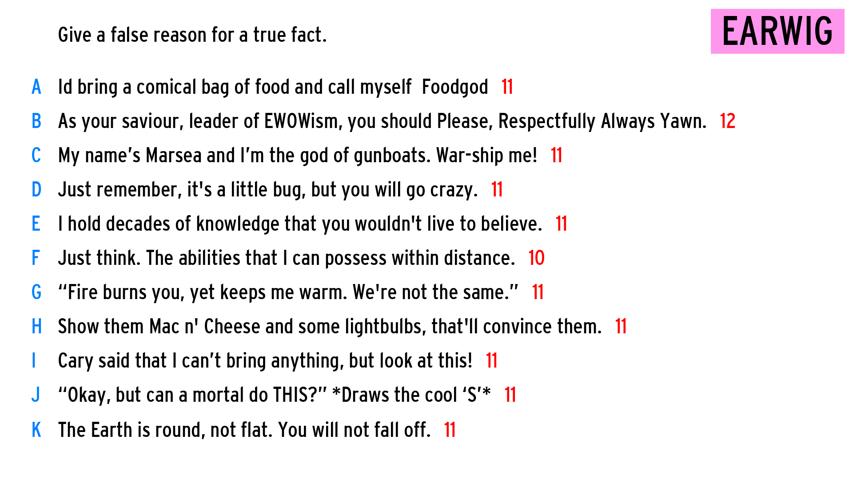 Give a false reason for a true fact.
EARWIG
A Id bring a comical bag of food and call myself  Foodgod 11
B As your saviour, leader of EWOWism, you should Please, Respectfully Always Yawn. 12
C My name’s Marsea and I’m the god of gunboats. War-ship me! 11
D Just remember, it's a little bug, but you will go crazy. 11
E I hold decades of knowledge that you wouldn't live to believe. 11
F Just think. The abilities that I can possess within distance. 10
G “Fire burns you, yet keeps me warm. We're not the same.” 11
H Show them Mac n' Cheese and some lightbulbs, that'll convince them. 11
I Cary said that I can’t bring anything, but look at this! 11
J “Okay, but can a mortal do THIS?” *Draws the cool ‘S’* 11
K The Earth is round, not flat. You will not fall off. 11